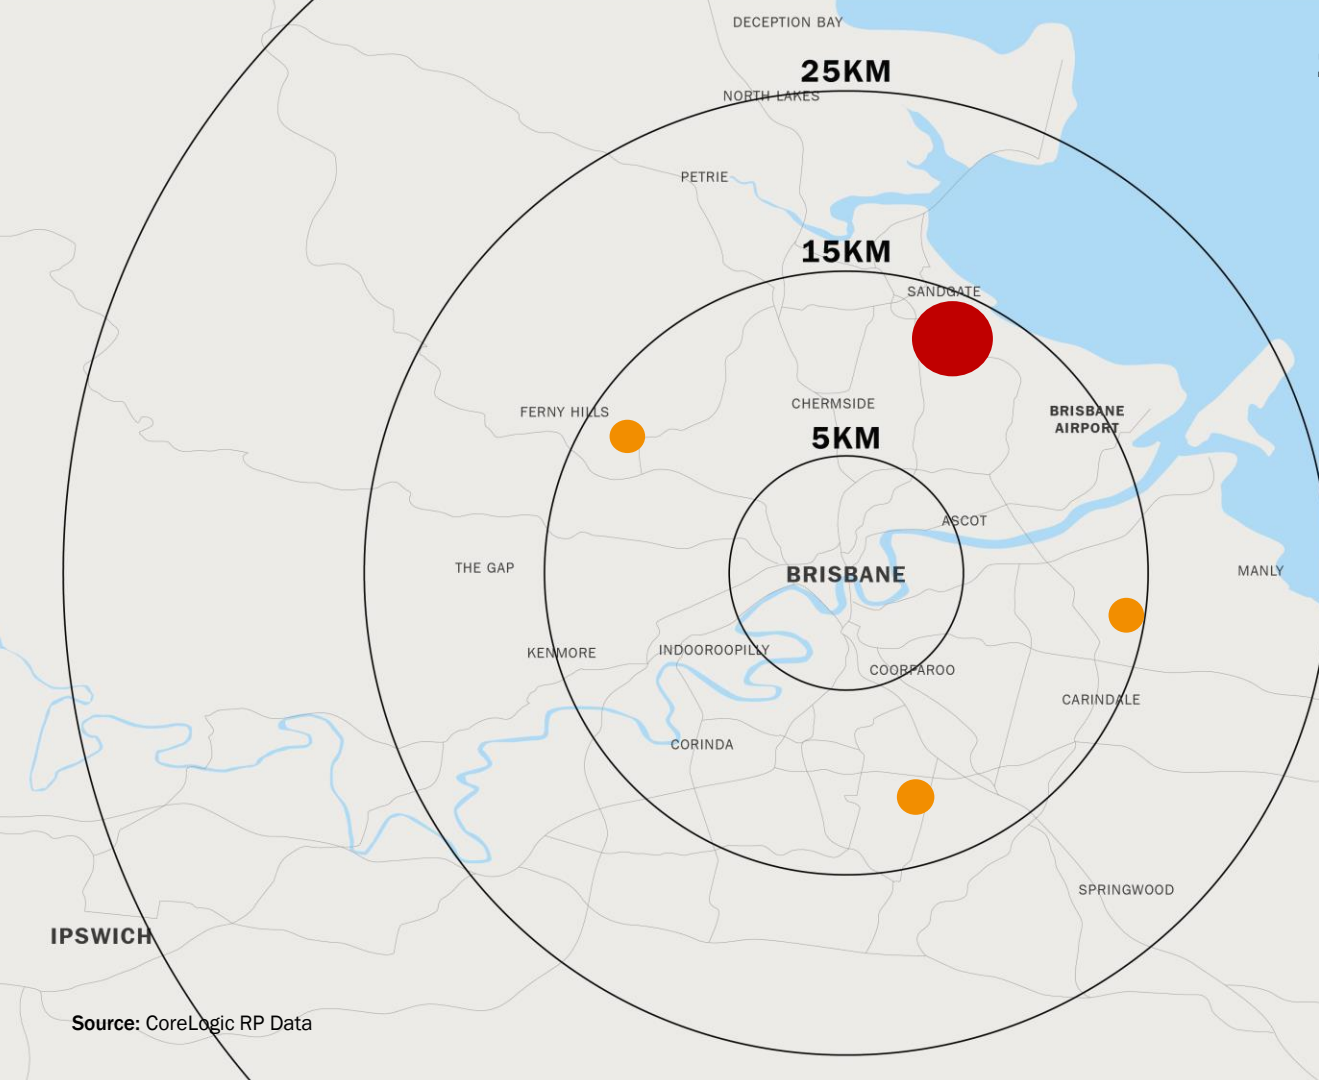 DECEPTION BAY
25KM
NORTH LAKES
PETRIE
15KM
SANDGATE
FERNY HILLS
CHERMSIDE
BRISBANE
AIRPORT
5KM
ASCOT
THE GAP
BRISBANE
MANLY
KENMORE
INDOOROOPILLY
COORPAROO
CARINDALE
CORINDA
SPRINGWOOD
IPSWICH
Source: CoreLogic RP Data